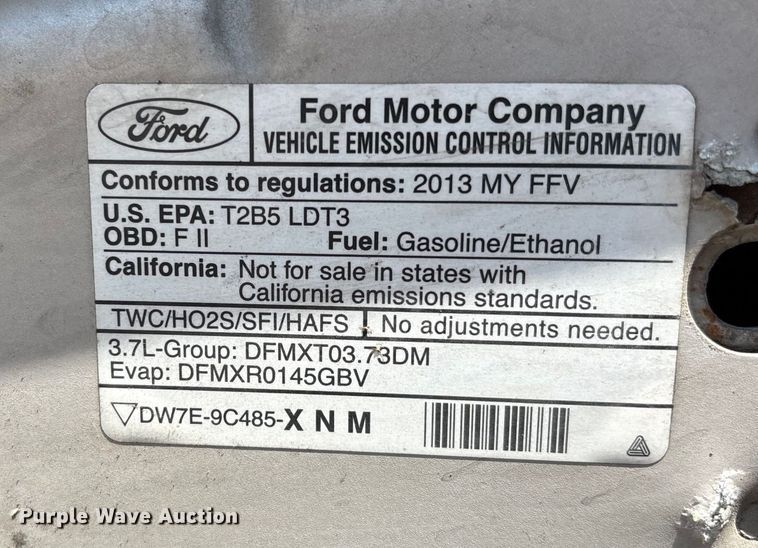 Ford
Ford Motor Company
VEHICLE EMISSION CONTROL INFORMATION
Conforms to regulations: 2013 MY FFV
U.S. EPA: T2B5 LDT3
OBD: F II Fuel: Gasoline/Ethanol
California: Not for sale in states with
California emissions standards.
TWC/HO2S/SFI/HAFS No adjustments needed.
3.7L-Group: DFMXT03.73DM
Evap: DFMXR0145GBV
▽DW7E-9C485-X N M
Purple Wave Auction